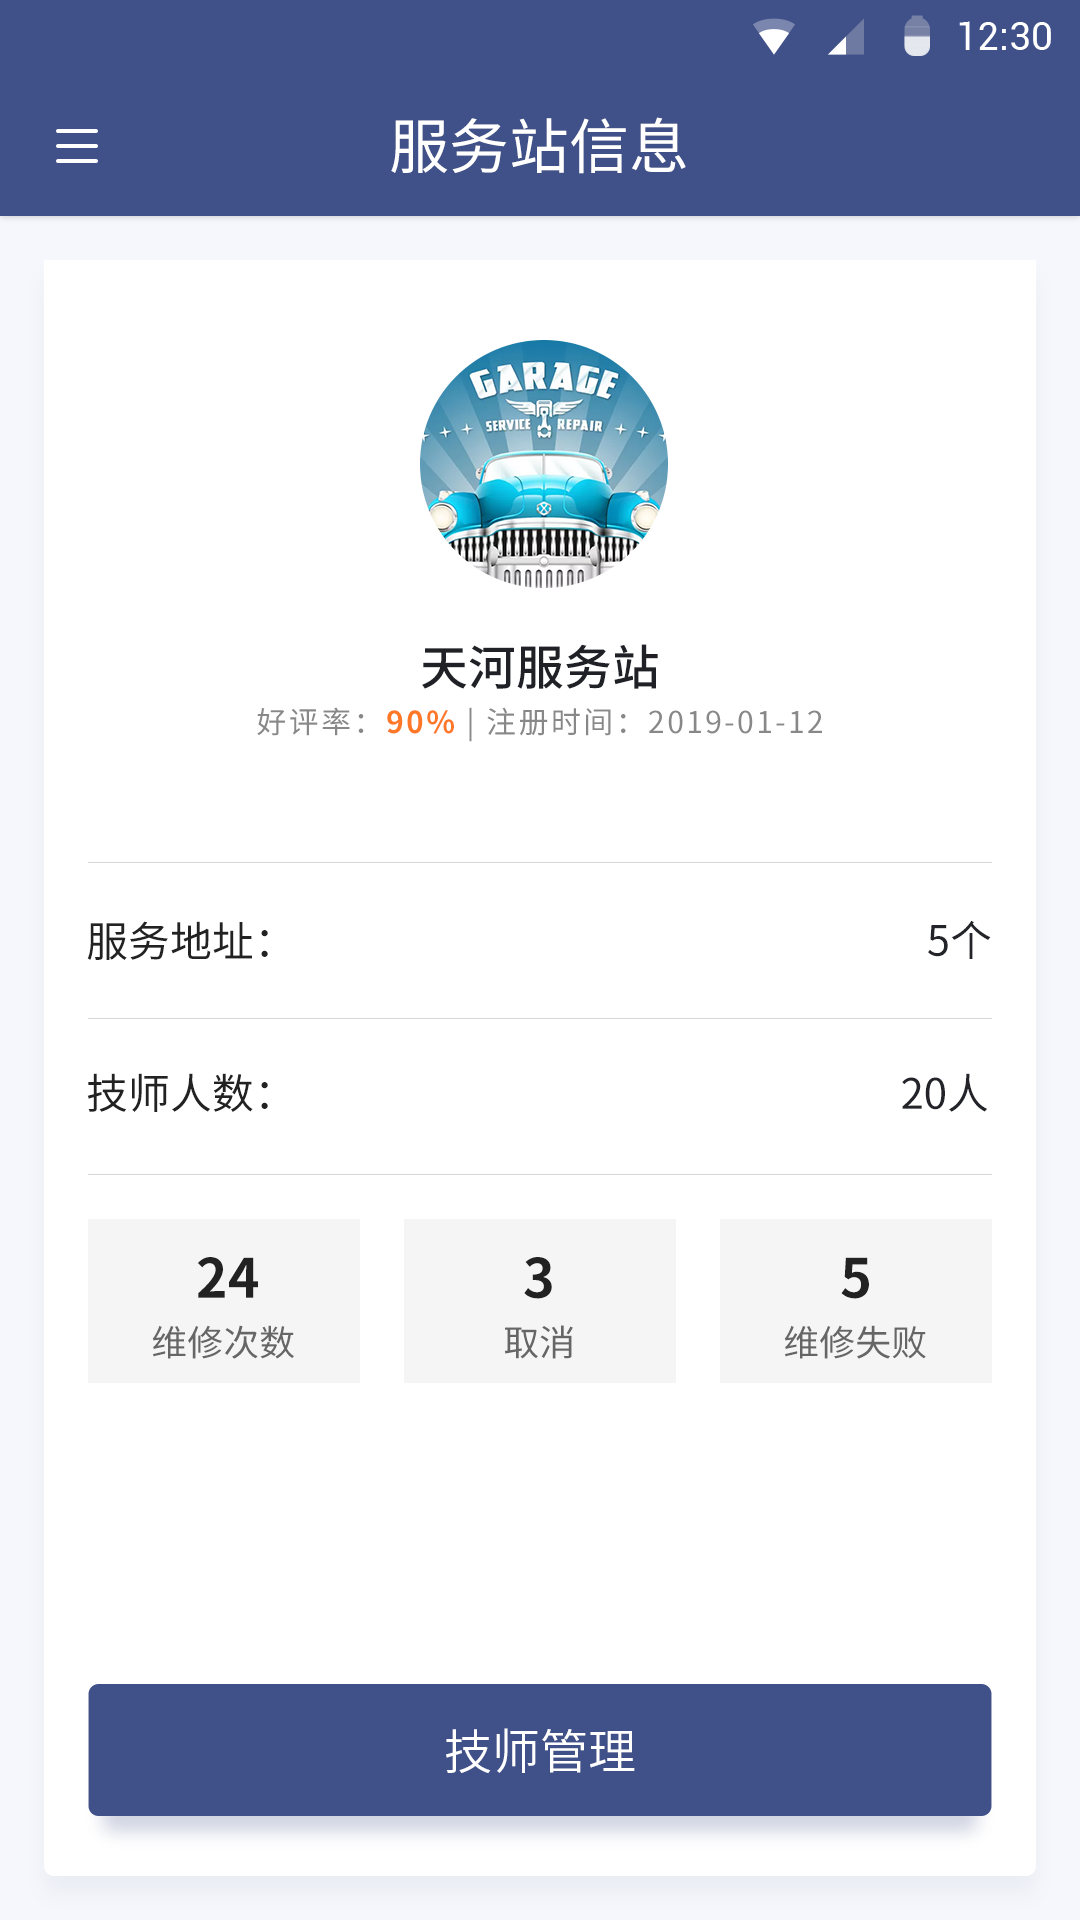 12:30
服务站信息
GARAGE
SERVICE REPAIR
天河服务站
好评率：90% | 注册时间：2019-01-12
服务地址： 5个
技师人数： 20人
24 3 5
维修次数 取消 维修失败
技师管理